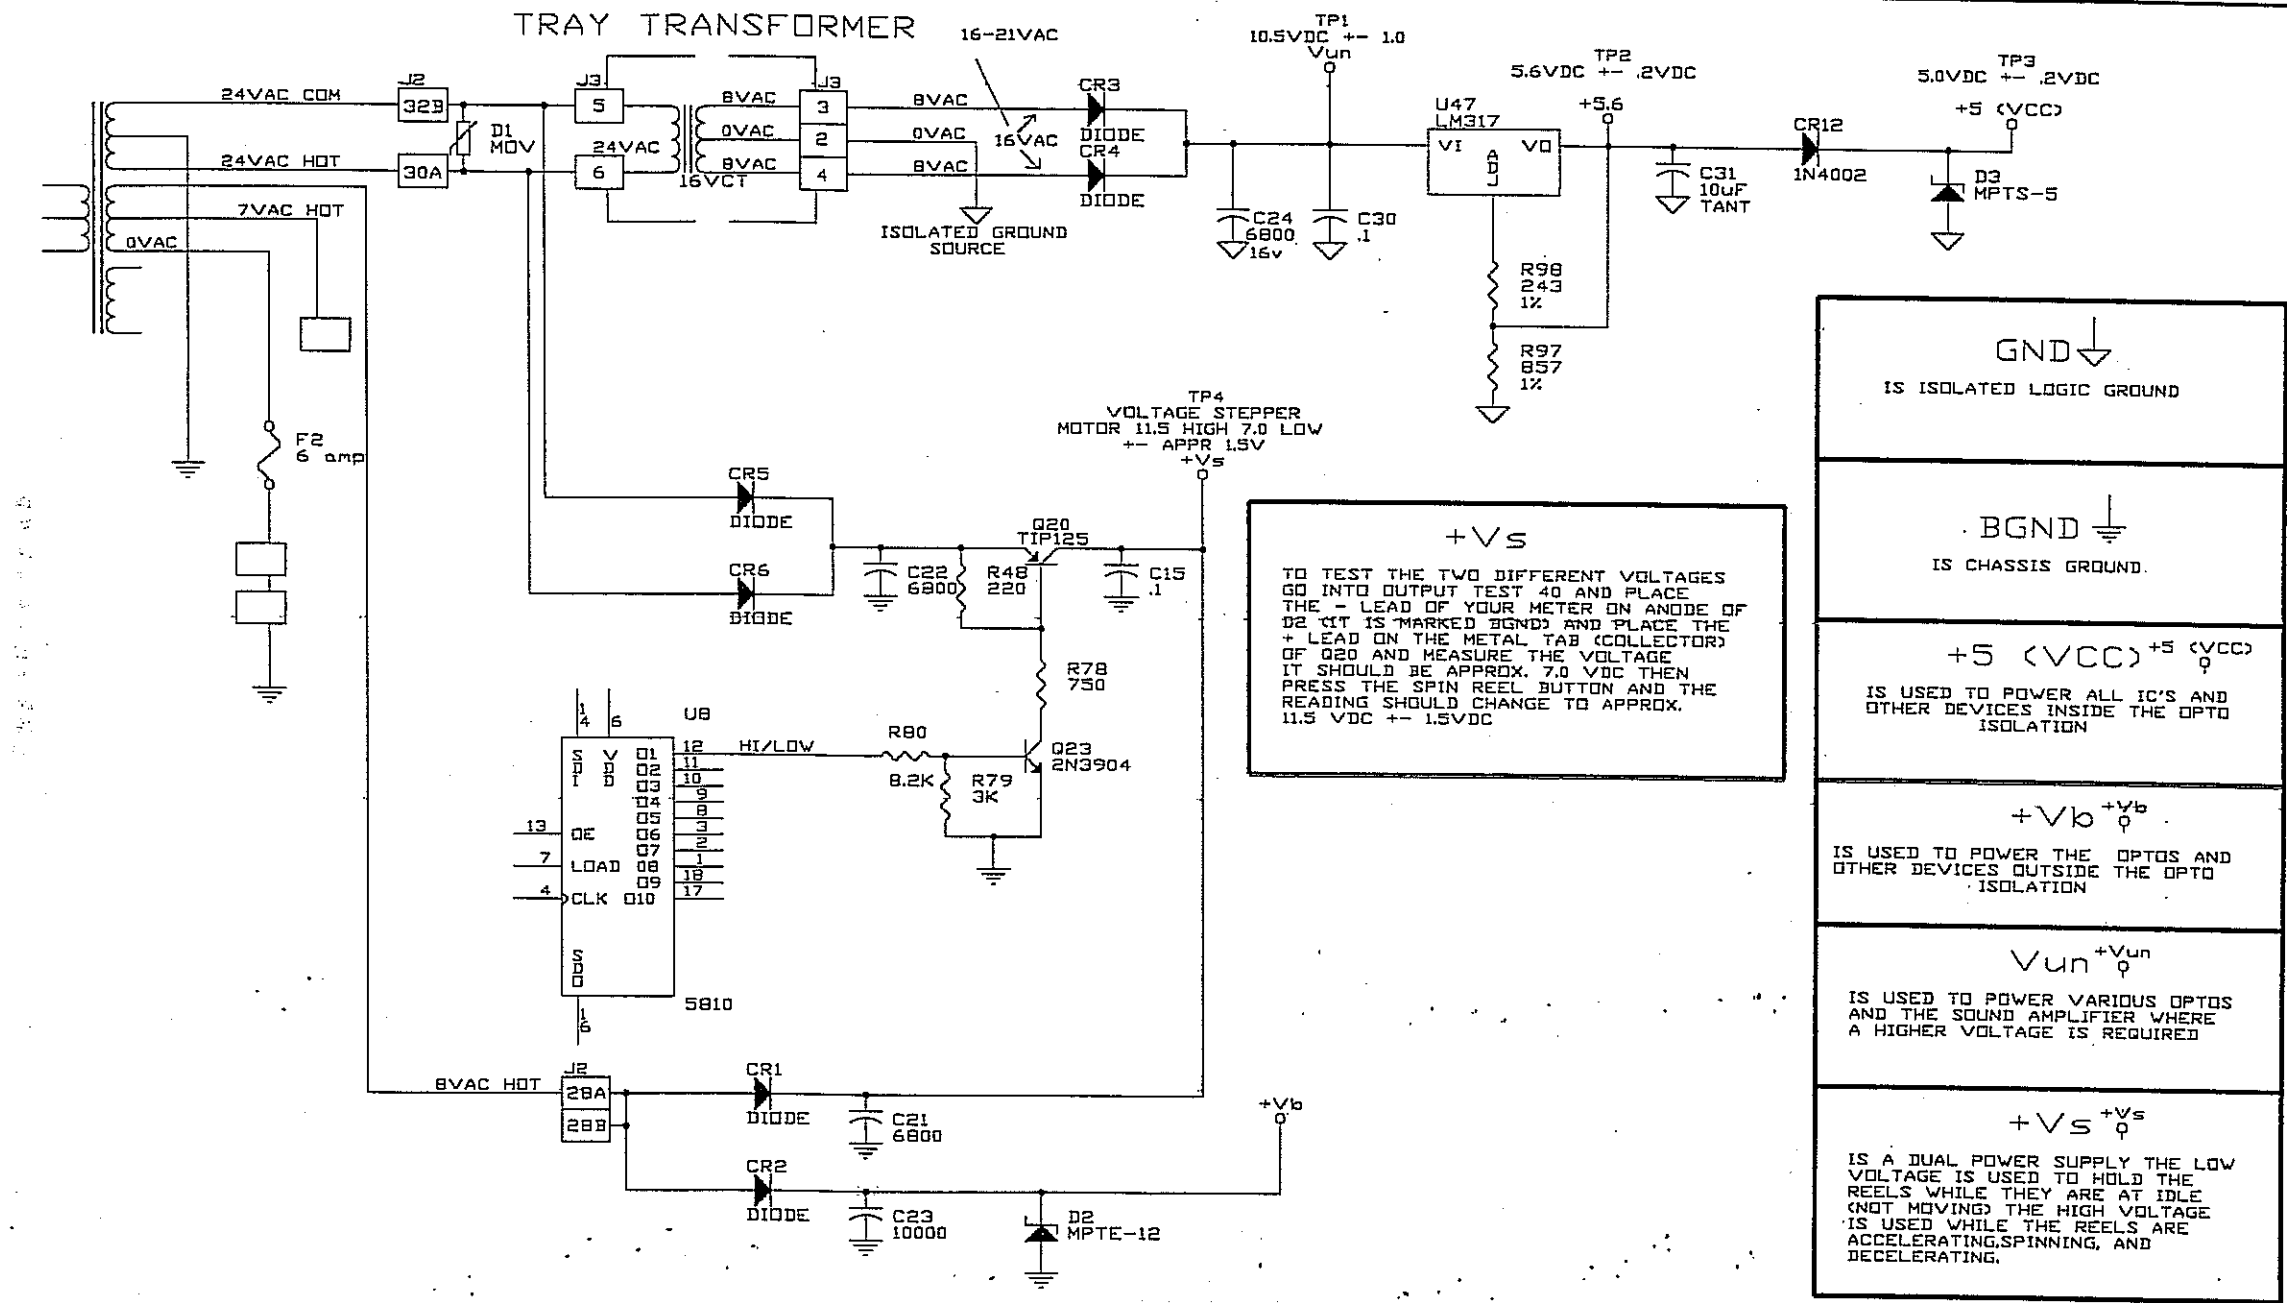 TRAY TRANSFORMER
16-21VAC
TP1
10.5VDC +- 1.0
Vun
TP2
5.6VDC +- .2VDC
+5.6
TP3
5.0VDC +- .2VDC
+5 (VCC)
24VAC COM
J2
32B
D1
MOV
24VAC HOT
30A
J3
5
6
24VAC
16VCT
8VAC
0VAC
8VAC
J3
3
2
4
8VAC
0VAC
8VAC
16VAC
CR3
DIODE
CR4
DIODE
ISOLATED GROUND
SOURCE
C24
6800
16v
C30
.1
U47
LM317
VI
ADJ
VO
C31
10uF
TANT
CR12
1N4002
D3
MPTS-5
R98
243
1%
R97
857
1%
7VAC HOT
0VAC
F2
6 amp
TP4
VOLTAGE STEPPER
MOTOR 11.5 HIGH 7.0 LOW
+- APPR 1.5V
+Vs
CR5
DIODE
CR6
DIODE
C22
6800
R48
220
Q20
TIP125
C15
.1
R78
750
U8
14
6
SDI
VDD
O1
O2
O3
O4
O5
O6
O7
O8
O9
O10
12
11
10
9
8
3
2
1
18
17
13
OE
7
LOAD
4
CLK
SDO
16
5810
HI/LOW
R80
8.2K
R79
3K
Q23
2N3904
8VAC HOT
J2
28A
28B
CR1
DIODE
C21
6800
CR2
DIODE
C23
10000
D2
MPTE-12
+Vb
+Vs
TO TEST THE TWO DIFFERENT VOLTAGES
GO INTO OUTPUT TEST 40 AND PLACE
THE - LEAD OF YOUR METER ON ANODE OF
D2 (IT IS MARKED BGND) AND PLACE THE
+ LEAD ON THE METAL TAB (COLLECTOR)
OF Q20 AND MEASURE THE VOLTAGE
IT SHOULD BE APPROX. 7.0 VDC THEN
PRESS THE SPIN REEL BUTTON AND THE
READING SHOULD CHANGE TO APPROX.
11.5 VDC +- 1.5VDC
GND
IS ISOLATED LOGIC GROUND
BGND
IS CHASSIS GROUND.
+5 (VCC) +5 (VCC)
IS USED TO POWER ALL IC'S AND
OTHER DEVICES INSIDE THE OPTO
ISOLATION
+Vb +Vb
IS USED TO POWER THE OPTOS AND
OTHER DEVICES OUTSIDE THE OPTO
ISOLATION
Vun +Vun
IS USED TO POWER VARIOUS OPTOS
AND THE SOUND AMPLIFIER WHERE
A HIGHER VOLTAGE IS REQUIRED
+Vs +Vs
IS A DUAL POWER SUPPLY THE LOW
VOLTAGE IS USED TO HOLD THE
REELS WHILE THEY ARE AT IDLE
(NOT MOVING) THE HIGH VOLTAGE
IS USED WHILE THE REELS ARE
ACCELERATING,SPINNING, AND
DECELERATING.